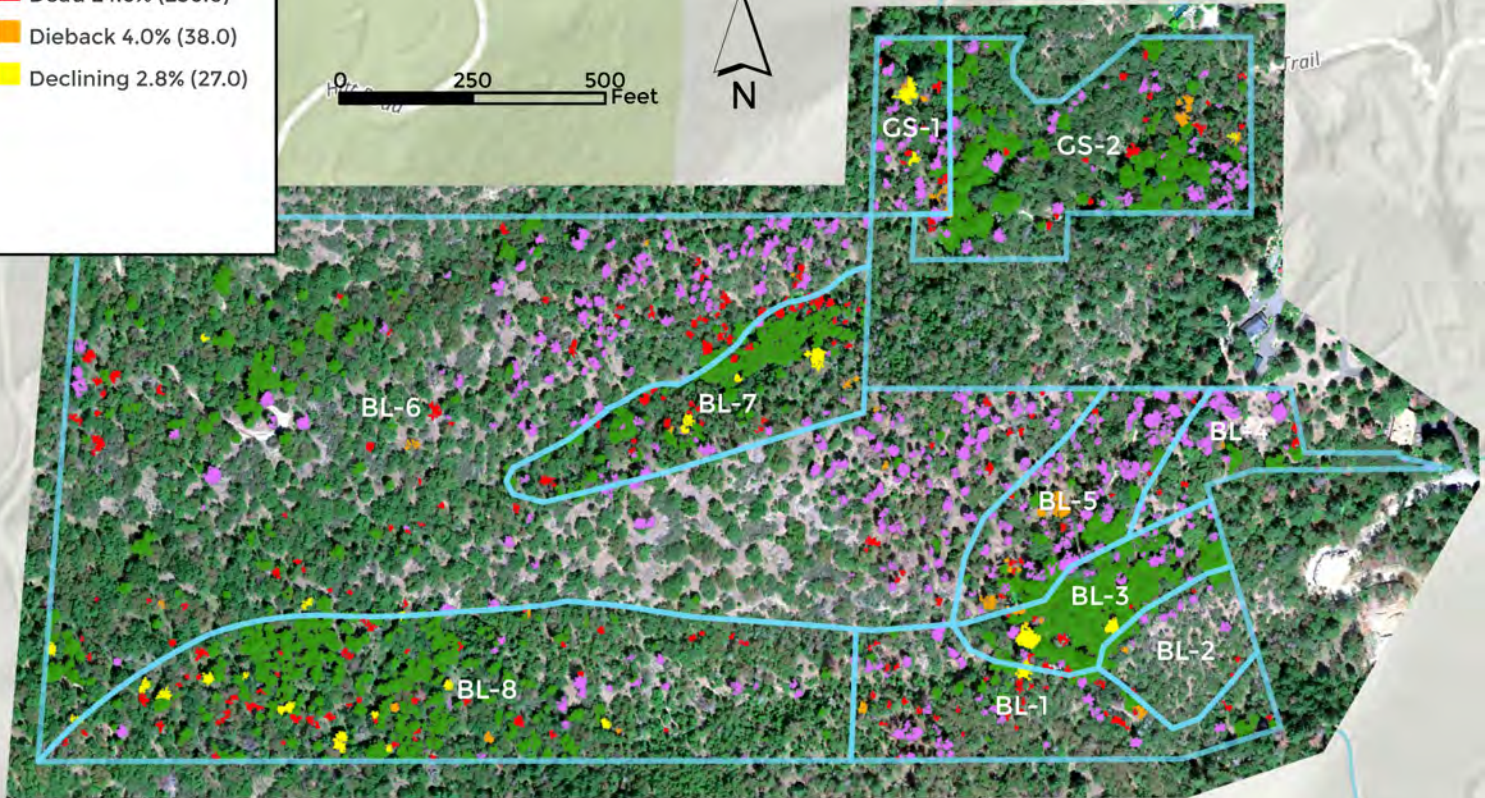 Dieback 4.0% (38.0)
Declining 2.8% (27.0)
0 250 500
Feet
N
Trail
GS-1
GS-2
BL-6
BL-7
BL-4
BL-5
BL-3
BL-2
BL-8
BL-1